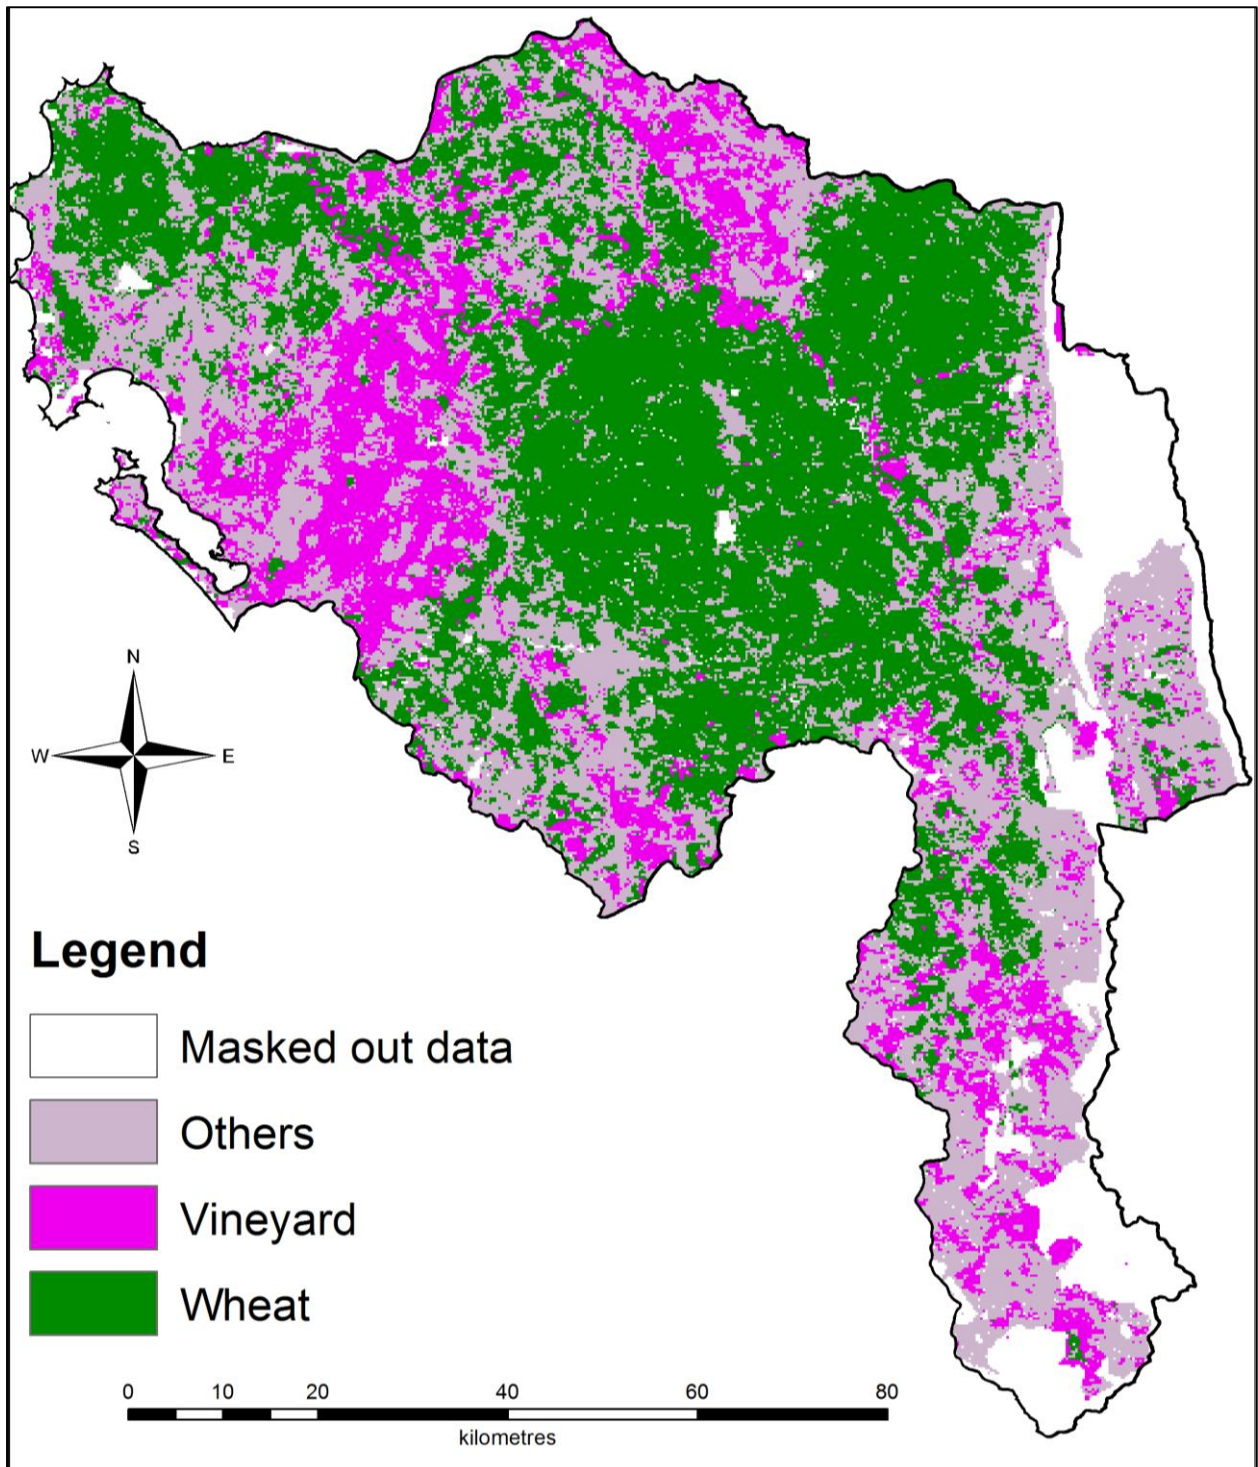 N
W E
S
Legend
Masked out data
Others
Vineyard
Wheat
0 10 20 40 60 80
kilometres